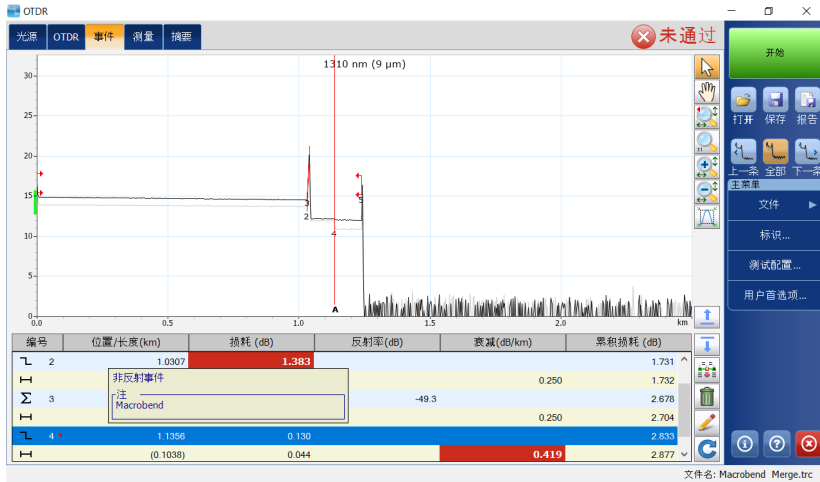 OTDR
光源 OTDR 事件 测量 摘要
未通过
开始
1310 nm (9 µm)
30
25
20
15
10
5
0
3
2
4
5
A
0.0 0.5 1.0 1.5 2.0 km
打开 保存 报告
上一条 全部 下一条
主菜单
文件
标识...
测试配置...
用户首选项...
编号 位置/长度(km) 损耗 (dB) 反射率(dB) 衰减(dB/km) 累积损耗 (dB)
2 1.0307 1.383 1.731
0.250 1.732
3 -49.3 2.678
0.250 2.704
4 1.1356 0.130 2.833
(0.1038) 0.044 0.419 2.877
非反射事件
注
Macrobend
文件名: Macrobend Merge.trc